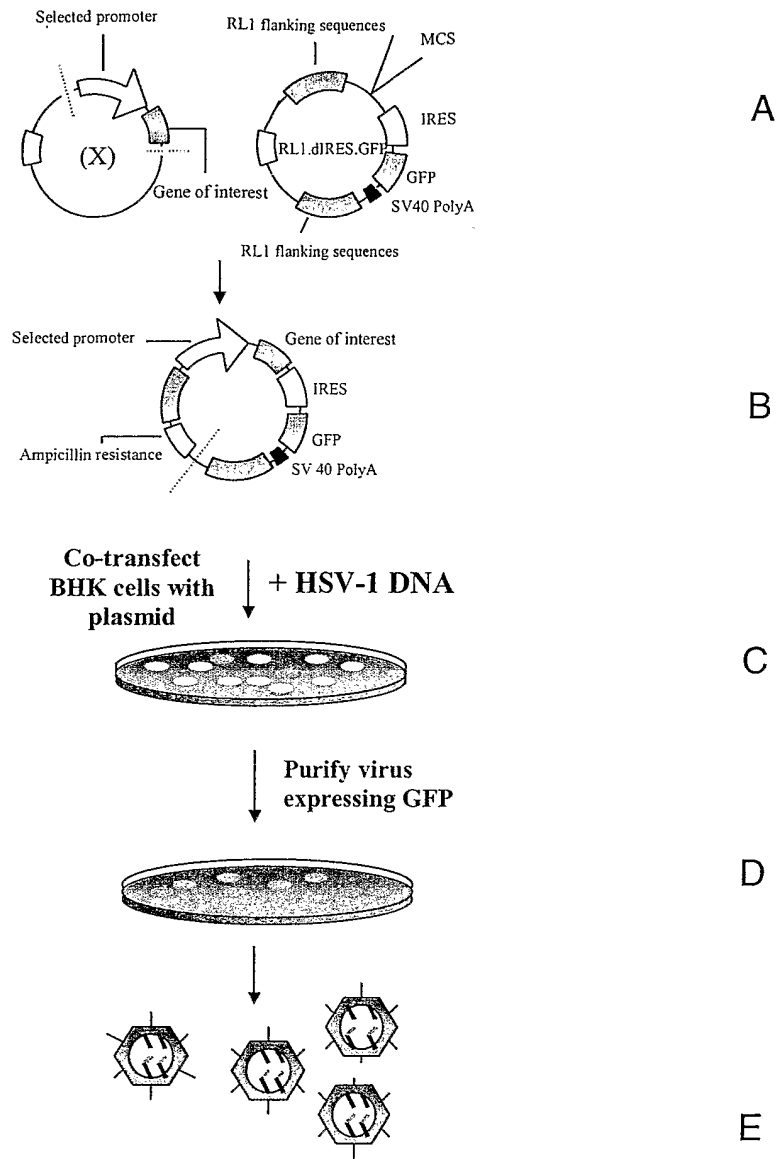 Selected promoter
RL1 flanking sequences
MCS
A
IRES
(X)
RL1.dIRES.GFP
GFP
Gene of interest
SV40 PolyA
RL1 flanking sequences
Selected promoter
Gene of interest
IRES
B
GFP
Ampicillin resistance
SV 40 PolyA
Co-transfect
BHK cells with
plasmid
+ HSV-1 DNA
C
Purify virus
expressing GFP
D
E